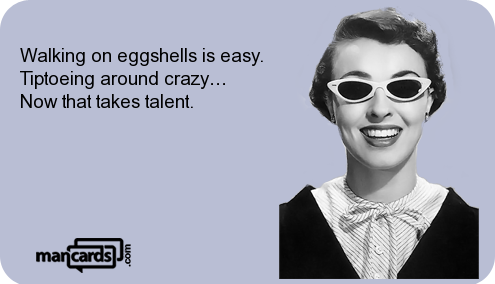 Walking on eggshells is easy.
Tiptoeing around crazy...
Now that takes talent.
mancards.com